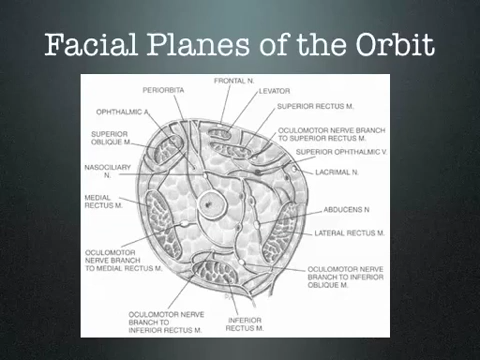 Facial Planes of the Orbit
FRONTAL N.
PERIORBITA
LEVATOR
OPHTHALMIC A.
SUPERIOR RECTUS M.
SUPERIOR
OBLIQUE M.
OCULOMOTOR NERVE BRANCH
TO SUPERIOR RECTUS M.
SUPERIOR OPHTHALMIC V.
NASOCILIARY
N.
LACRIMAL N.
MEDIAL
RECTUS M.
ABDUCENS N
LATERAL RECTUS M.
OCULOMOTOR
NERVE BRANCH
TO MEDIAL RECTUS M.
OCULOMOTOR NERVE
BRANCH TO INFERIOR
OBLIQUE M.
OCULOMOTOR NERVE
BRANCH TO
INFERIOR RECTUS M.
INFERIOR
RECTUS M.